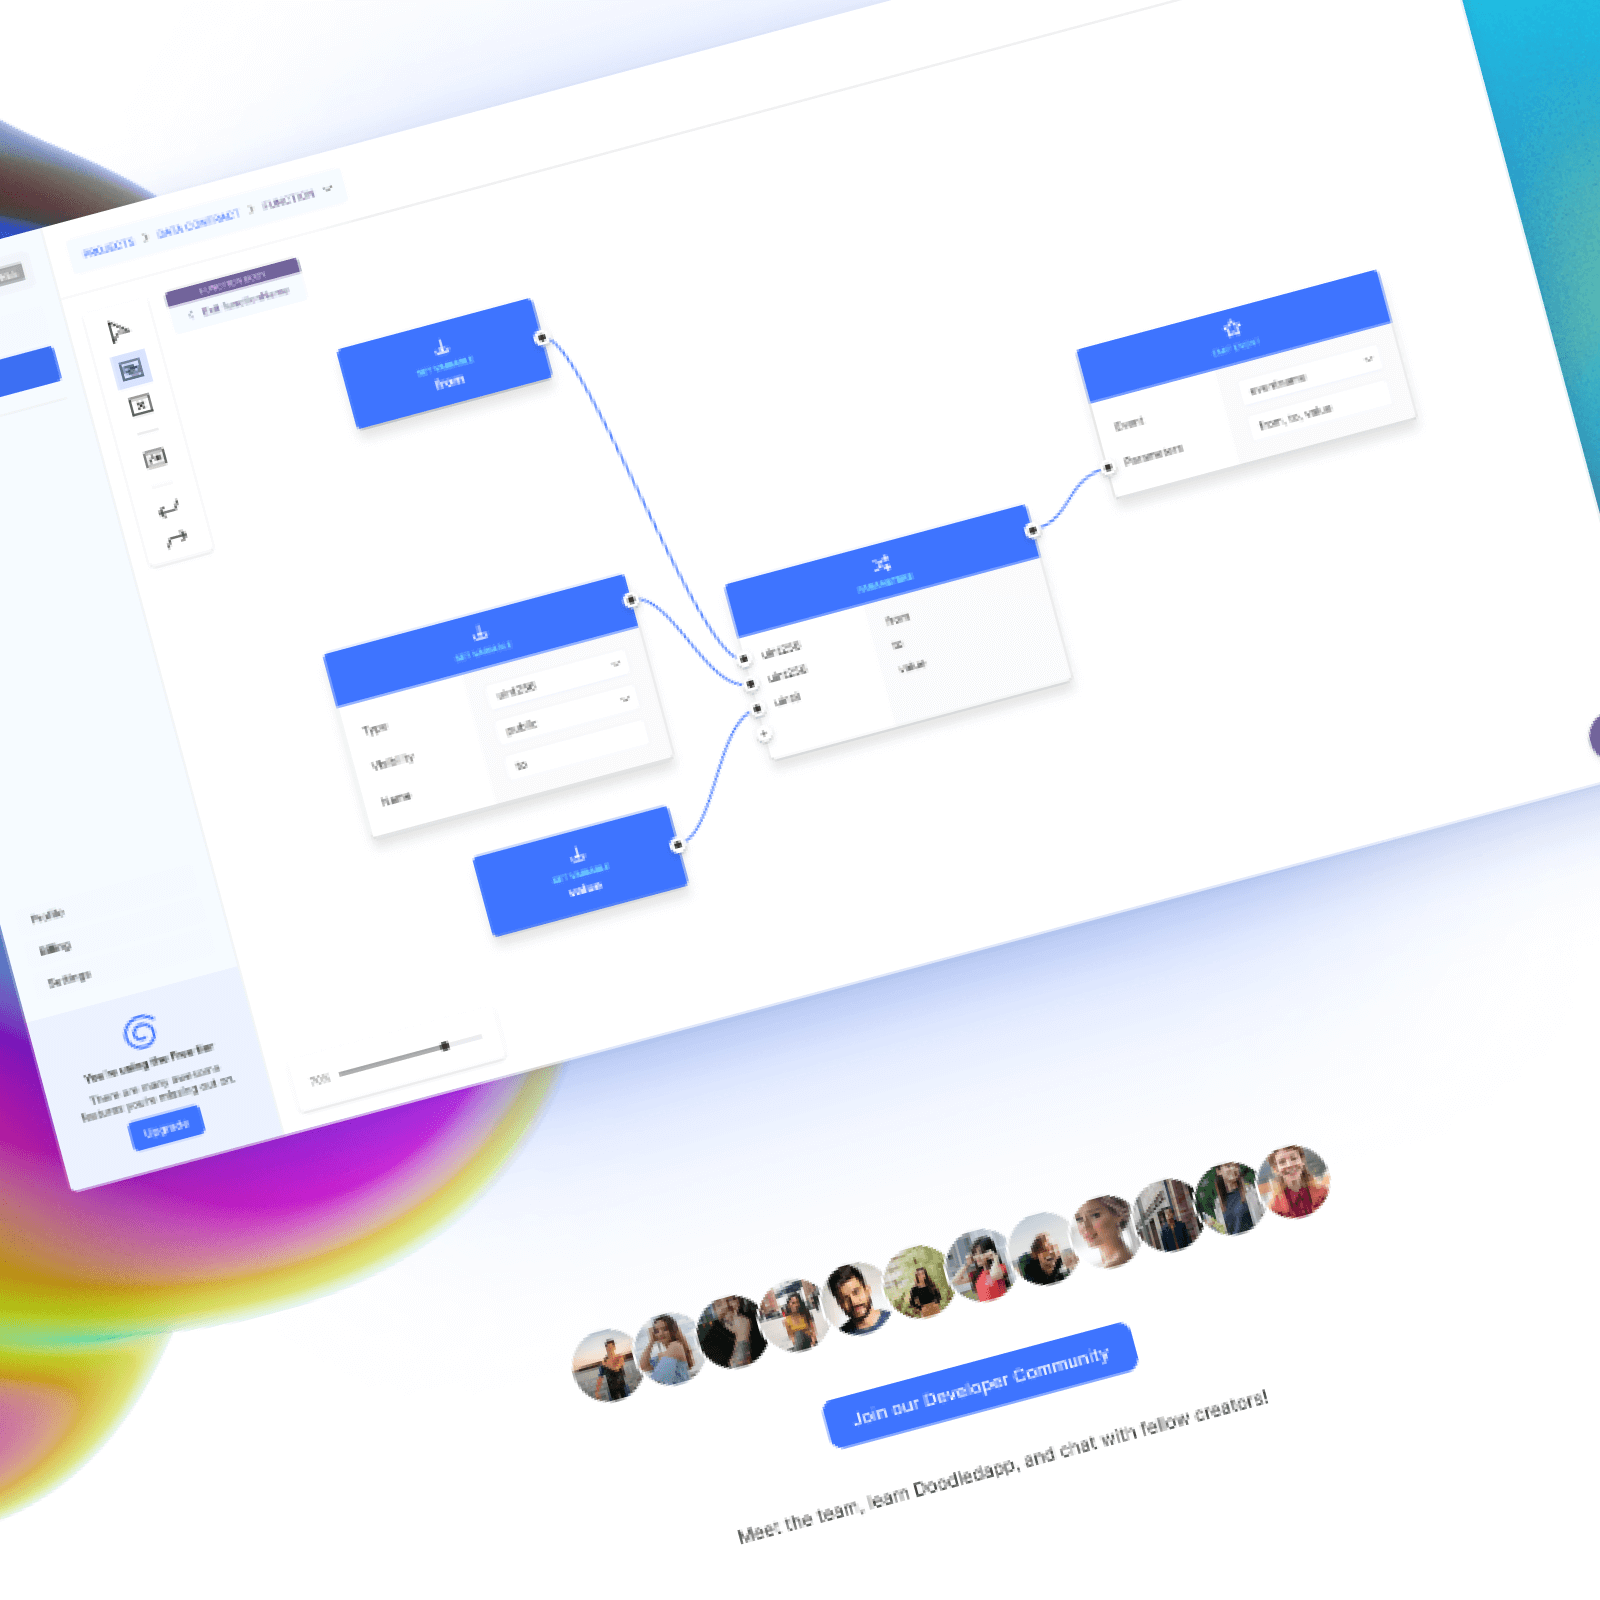 PROJECTS > DATA CONTRACT > FUNCTION
FUNCTION BODY
Exit functionName
SET VARIABLE
from
EMIT EVENT
Event
eventname
Parameters
from, to, value
SET VARIABLE
Type
uint256
Visibility
public
Name
to
PARAMETERS
uint256
from
uint256
to
uint8
value
SET VARIABLE
value
Profile
Billing
Settings
You're using the Free tier
There are many awesome
features you're missing out on.
Upgrade
70%
Join our Developer Community
Meet the team, learn Doodledapp, and chat with fellow creators!